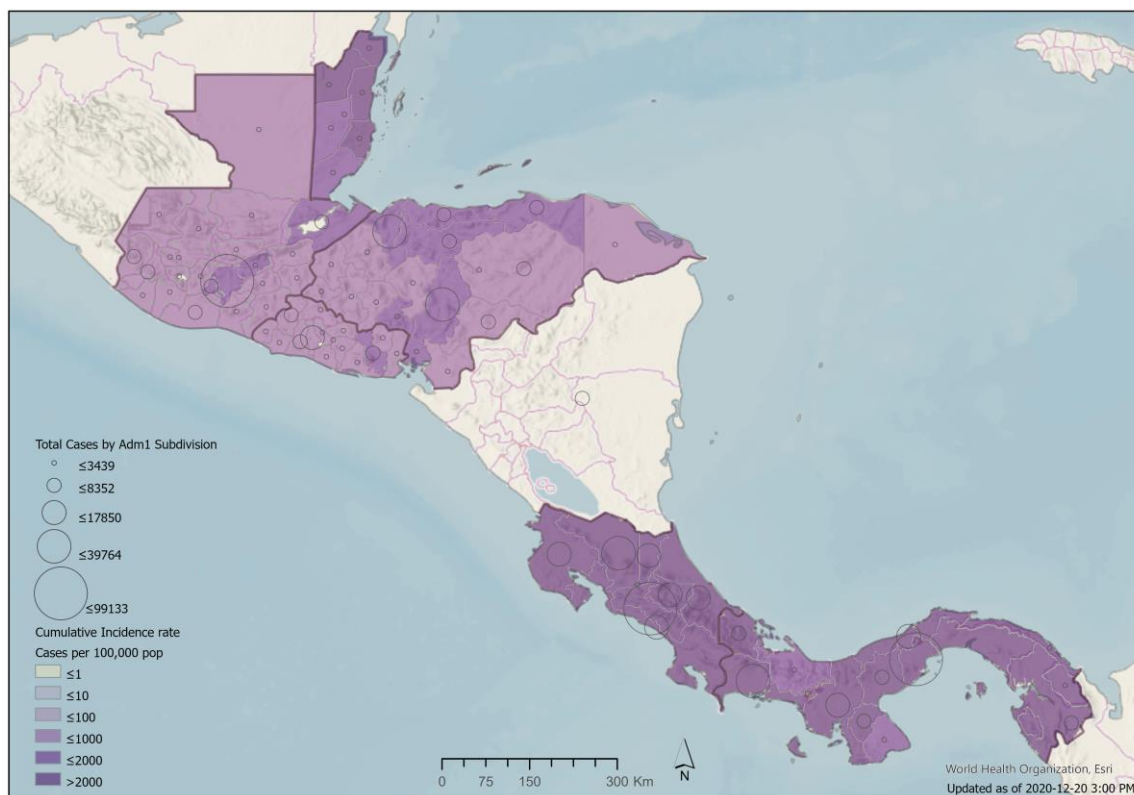 Total Cases by Adm1 Subdivision
≤3439
≤8352
≤17850
≤39764
≤99133
Cumulative Incidence rate
Cases per 100,000 pop
≤1
≤10
≤100
≤1000
≤2000
>2000
0 75 150 300 Km
N
World Health Organization, Esri
Updated as of 2020-12-20 3:00 PM